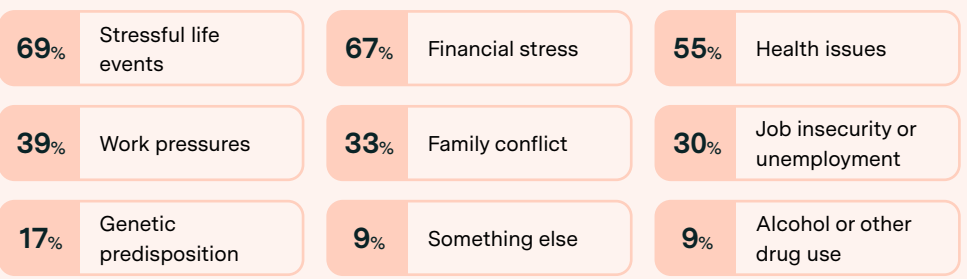 69% Stressful life
events
67% Financial stress
55% Health issues
39% Work pressures
33% Family conflict
30% Job insecurity or
unemployment
17% Genetic
predisposition
9% Something else
9% Alcohol or other
drug use